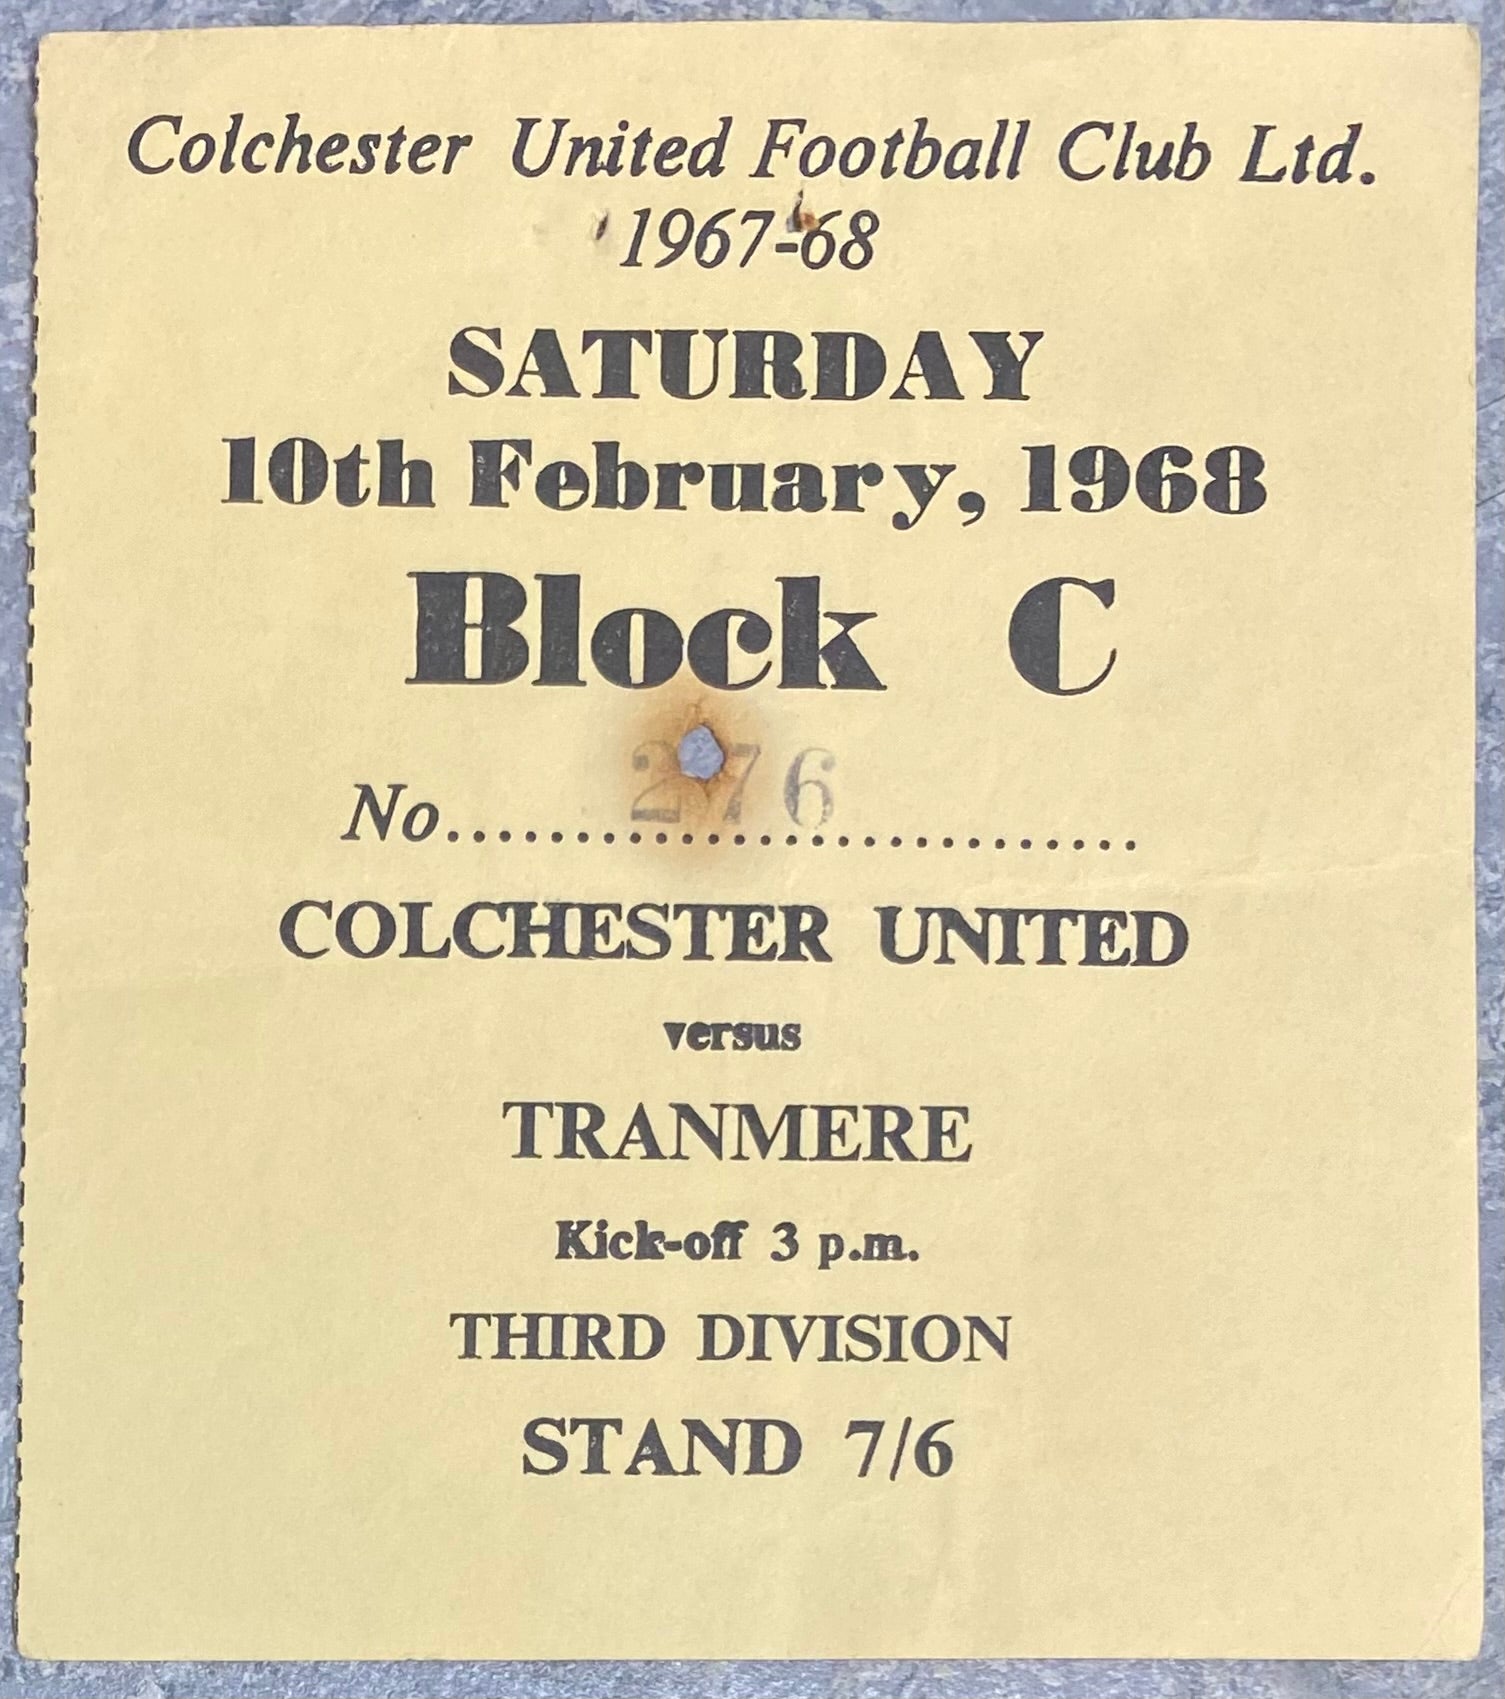 Colchester United Football Club Ltd.
1967-68
SATURDAY
10th February, 1968
Block C
No.............................. 276
COLCHESTER UNITED
versus
TRANMERE
Kick-off 3 p.m.
THIRD DIVISION
STAND 7/6